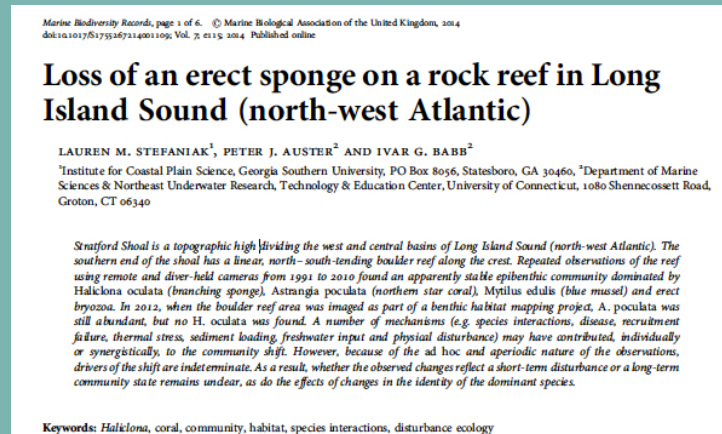 Marine Biodiversity Records, page 1 of 6. © Marine Biological Association of the United Kingdom, 2014
doi:10.1017/S1755267214001109; Vol. 7; e115; 2014 Published online
Loss of an erect sponge on a rock reef in Long
Island Sound (north-west Atlantic)
LAUREN M. STEFANIAK¹, PETER J. AUSTER² AND IVAR G. BABB²
¹Institute for Coastal Plain Science, Georgia Southern University, PO Box 8056, Statesboro, GA 30460, ²Department of Marine
Sciences & Northeast Underwater Research, Technology & Education Center, University of Connecticut, 1080 Shennecossett Road,
Groton, CT 06340
Stratford Shoal is a topographic high dividing the west and central basins of Long Island Sound (north-west Atlantic). The
southern end of the shoal has a linear, north–south-tending boulder reef along the crest. Repeated observations of the reef
using remote and diver-held cameras from 1991 to 2010 found an apparently stable epibenthic community dominated by
Haliclona oculata (branching sponge), Astrangia poculata (northern star coral), Mytilus edulis (blue mussel) and erect
bryozoa. In 2012, when the boulder reef area was imaged as part of a benthic habitat mapping project, A. poculata was
still abundant, but no H. oculata was found. A number of mechanisms (e.g. species interactions, disease, recruitment
failure, thermal stress, sediment loading, freshwater input and physical disturbance) may have contributed, individually
or synergistically, to the community shift. However, because of the ad hoc and aperiodic nature of the observations,
drivers of the shift are indeterminate. As a result, whether the observed changes reflect a short-term disturbance or a long-term
community state remains unclear, as do the effects of changes in the identity of the dominant species.
Keywords: Haliclona, coral, community, habitat, species interactions, disturbance ecology